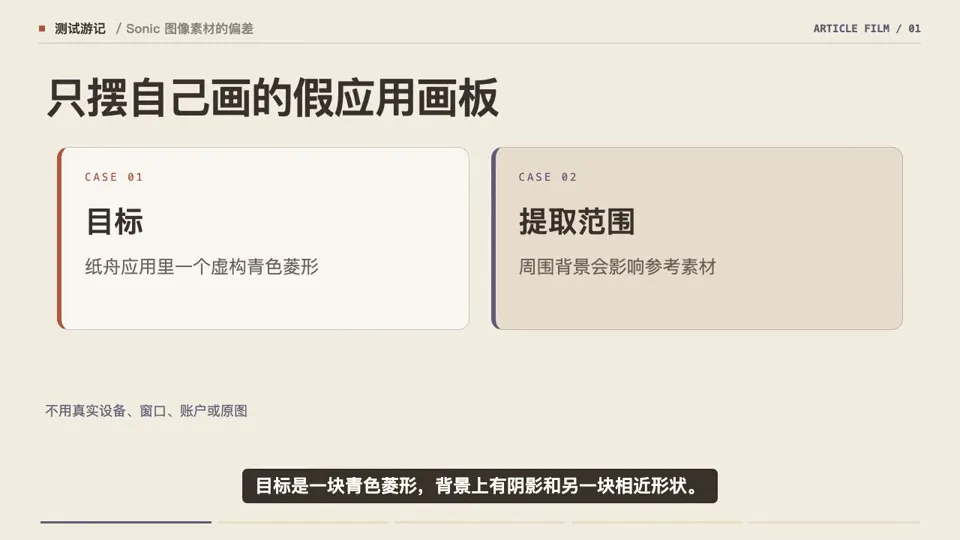 测试游记 / Sonic 图像素材的偏差
ARTICLE FILM / 01
只摆自己画的假应用画板
CASE 01
目标
纸舟应用里一个虚构青色菱形
CASE 02
提取范围
周围背景会影响参考素材
不用真实设备、窗口、账户或原图
目标是一块青色菱形，背景上有阴影和另一块相近形状。